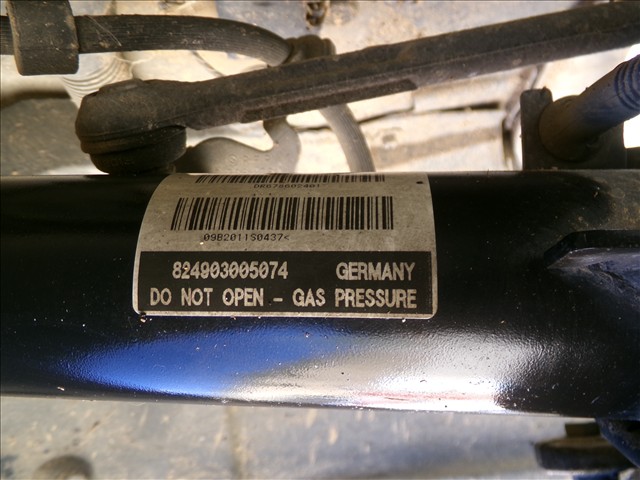 09B2011S0437<
824903005074 GERMANY
DO NOT OPEN - GAS PRESSURE